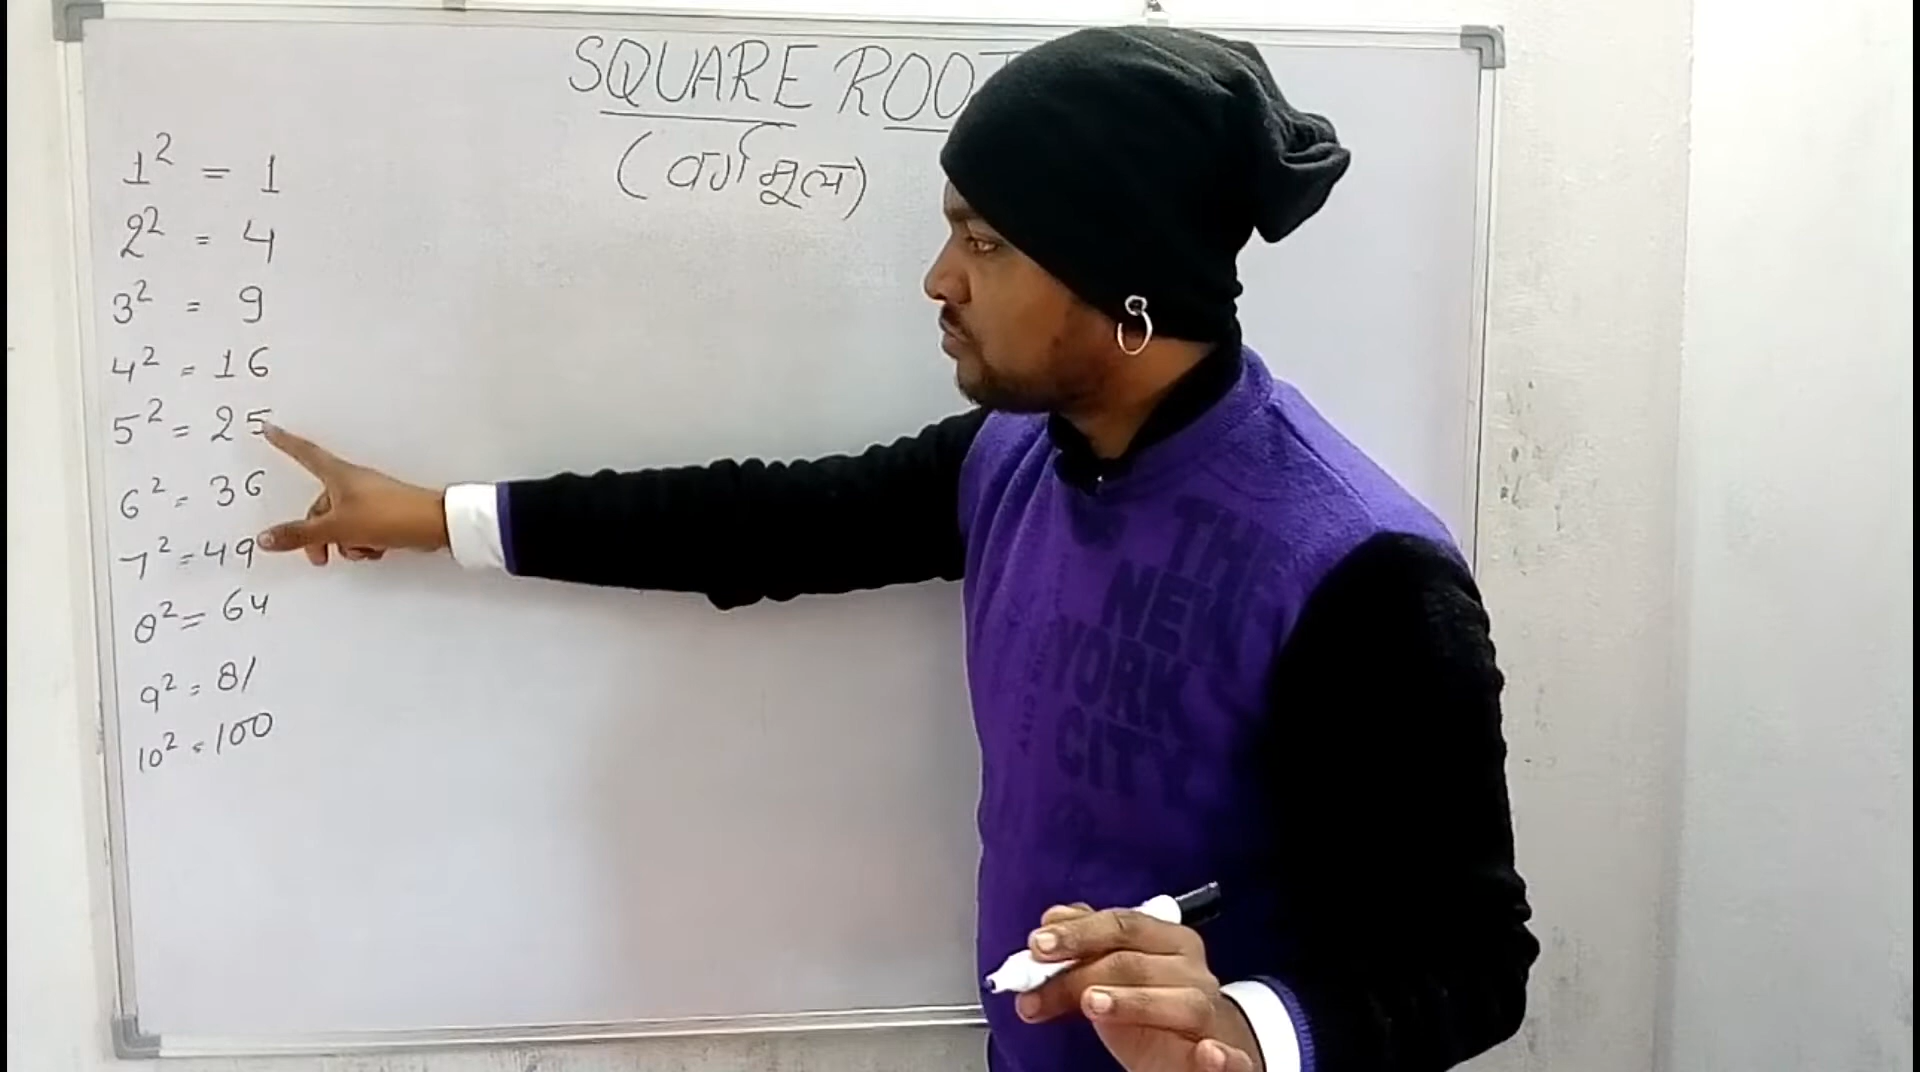 SQUARE ROOT
(वर्गमूल)
1² = 1
2² = 4
3² = 9
4² = 16
5² = 25
6² = 36
7² = 49
8² = 64
9² = 81
10² = 100
THE
NEW
YORK
CITY